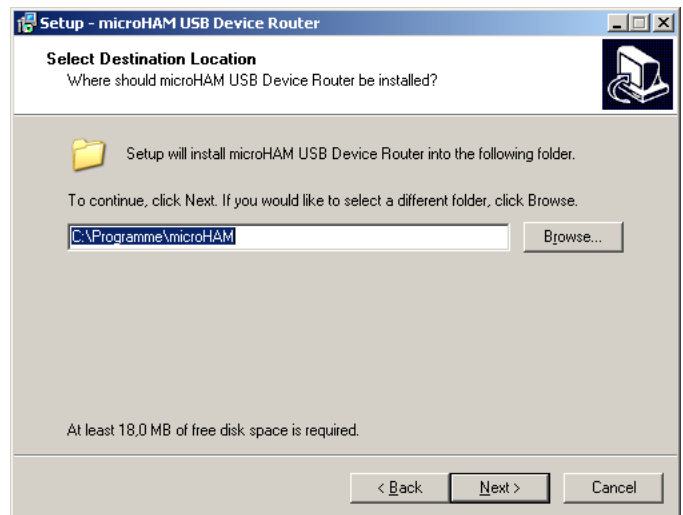 Setup - microHAM USB Device Router
Select Destination Location
Where should microHAM USB Device Router be installed?
Setup will install microHAM USB Device Router into the following folder.
To continue, click Next. If you would like to select a different folder, click Browse.
C:\Programme\microHAM
Browse...
At least 18,0 MB of free disk space is required.
< Back
Next >
Cancel